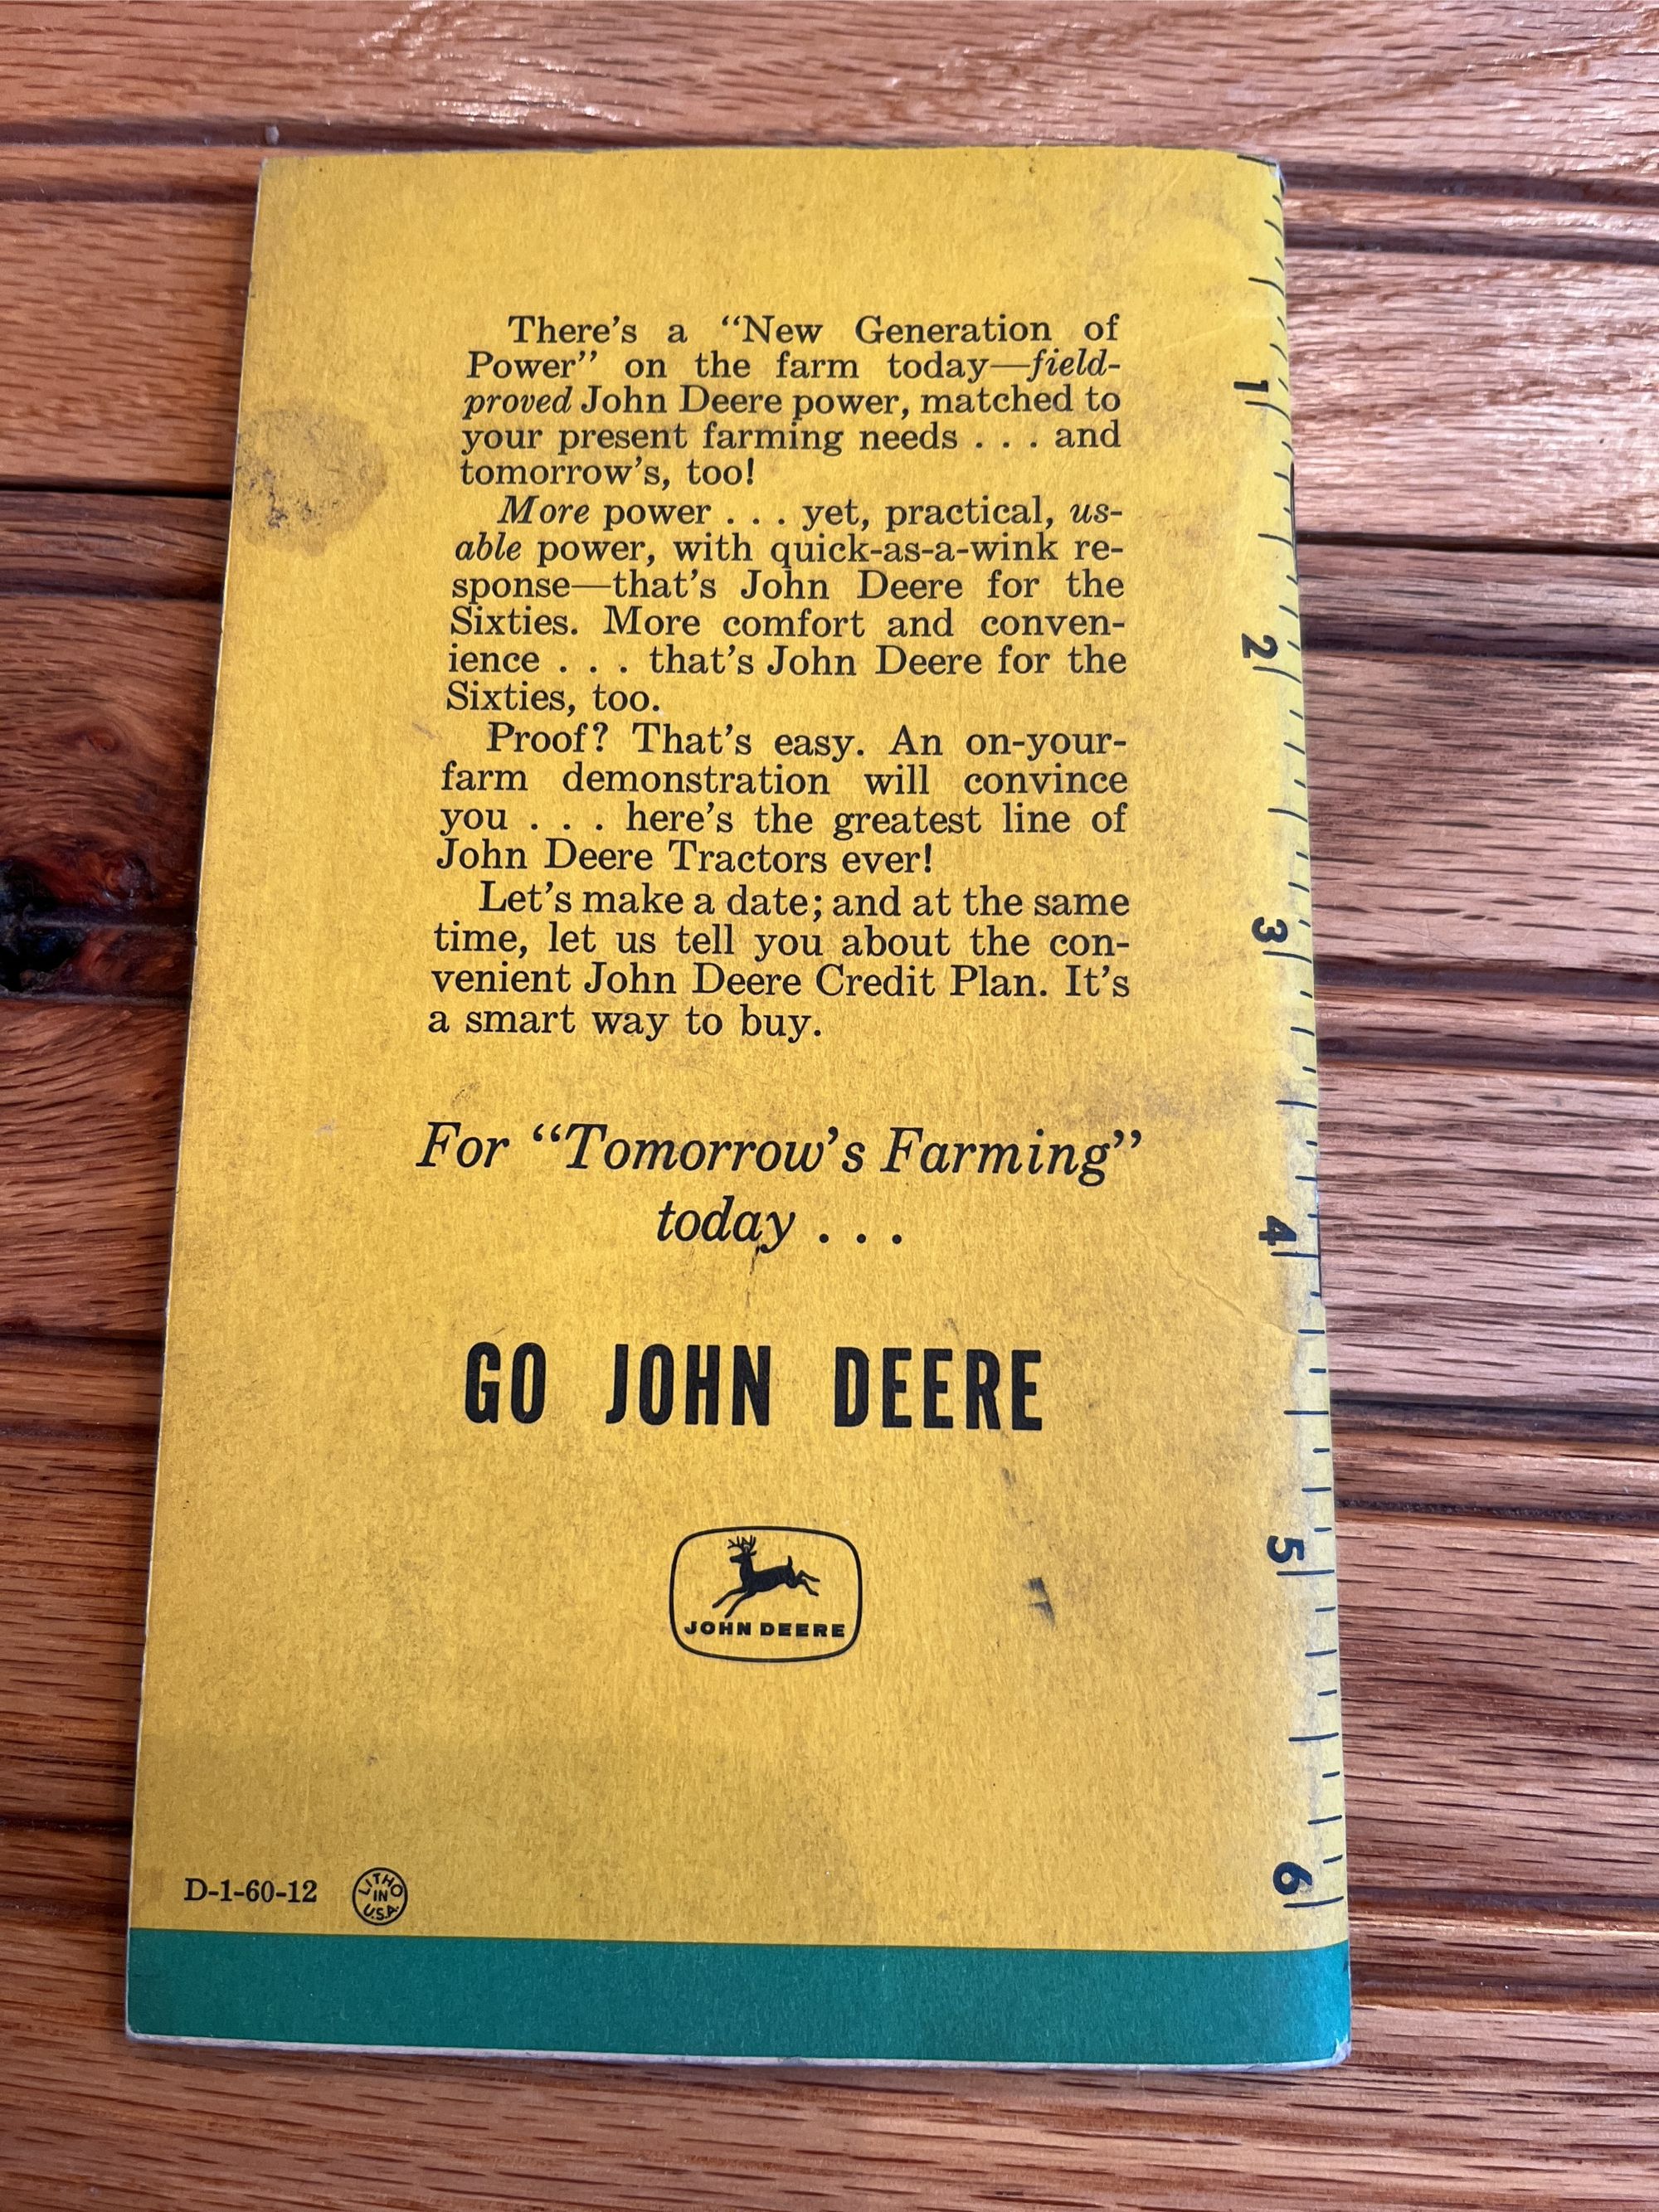 There's a "New Generation of
Power" on the farm today—field-
proved John Deere power, matched to
your present farming needs . . . and
tomorrow's, too!
More power . . . yet, practical, us-
able power, with quick-as-a-wink re-
sponse—that's John Deere for the
Sixties. More comfort and conven-
ience . . . that's John Deere for the
Sixties, too.
Proof? That's easy. An on-your-
farm demonstration will convince
you . . . here's the greatest line of
John Deere Tractors ever!
Let's make a date; and at the same
time, let us tell you about the con-
venient John Deere Credit Plan. It's
a smart way to buy.
For "Tomorrow's Farming"
today . . .
GO JOHN DEERE
JOHN DEERE
D-1-60-12
LITHO
IN
U.S.A.
1
2
3
4
5
6